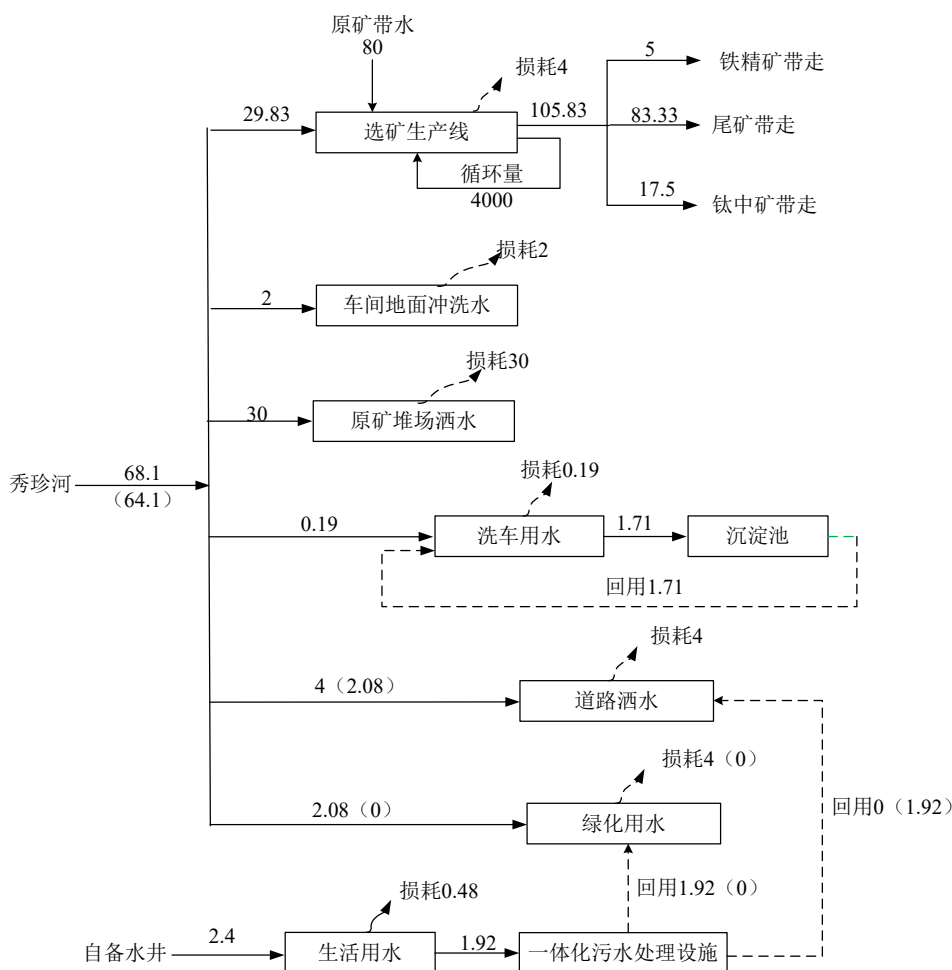 原矿带水
80
损耗4
29.83
选矿生产线
105.83
5
铁精矿带走
83.33
尾矿带走
17.5
钛中矿带走
循环量
4000
损耗2
2
车间地面冲洗水
损耗30
30
原矿堆场洒水
秀珍河
68.1
（64.1）
损耗0.19
0.19
洗车用水
1.71
沉淀池
回用1.71
损耗4
4（2.08）
道路洒水
损耗4（0）
2.08（0）
绿化用水
回用0（1.92）
回用1.92（0）
损耗0.48
自备水井
2.4
生活用水
1.92
一体化污水处理设施